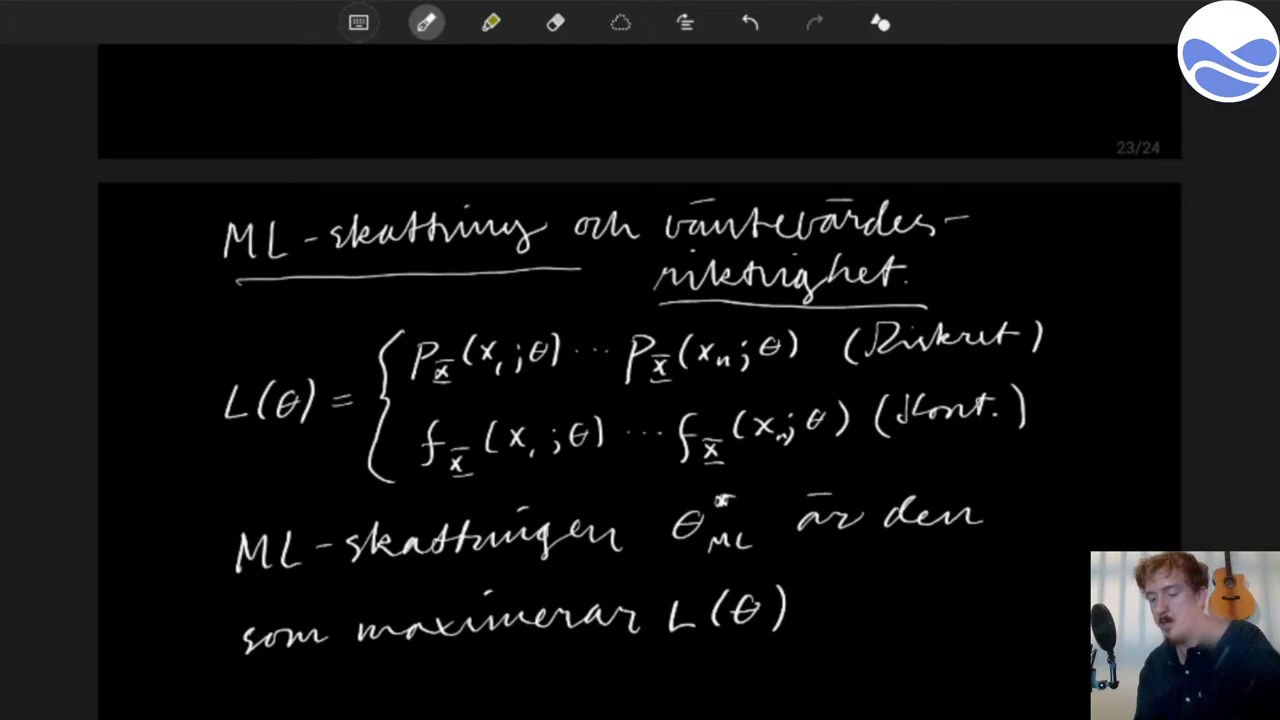 23/24
ML-skattning och väntevärdes-
riktighet.
L(θ) = { p_X(x₁;θ) ··· p_X(xₙ;θ) (Diskret)
f_X(x₁;θ) ··· f_X(xₙ;θ) (Kont.)
ML-skattningen θ*_ML är den
som maximerar L(θ)